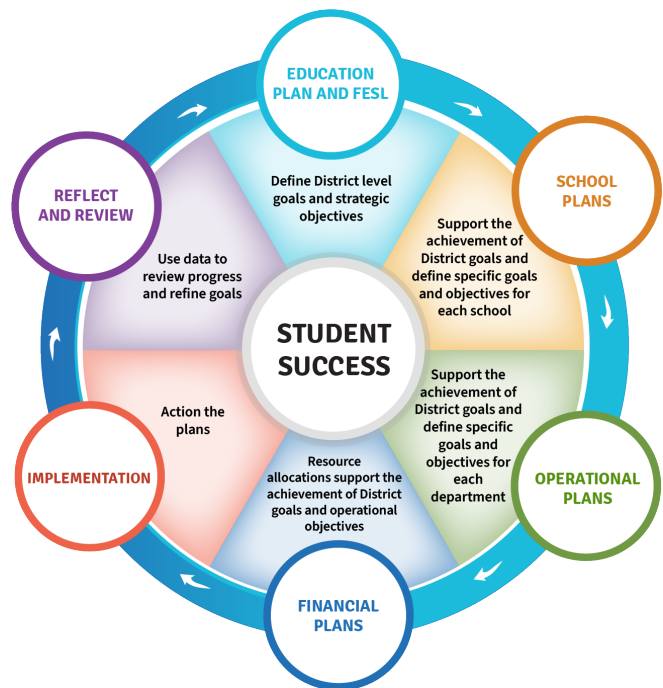 EDUCATION
PLAN AND FESL
Define District level
goals and strategic
objectives
SCHOOL
PLANS
Support the
achievement of
District goals and
define specific goals
and objectives for
each school
OPERATIONAL
PLANS
Support the
achievement of
District goals and
define specific
goals and
objectives for
each
department
FINANCIAL
PLANS
Resource
allocations support the
achievement of District
goals and operational
objectives
IMPLEMENTATION
Action the
plans
REFLECT
AND REVIEW
Use data to
review progress
and refine goals
STUDENT
SUCCESS